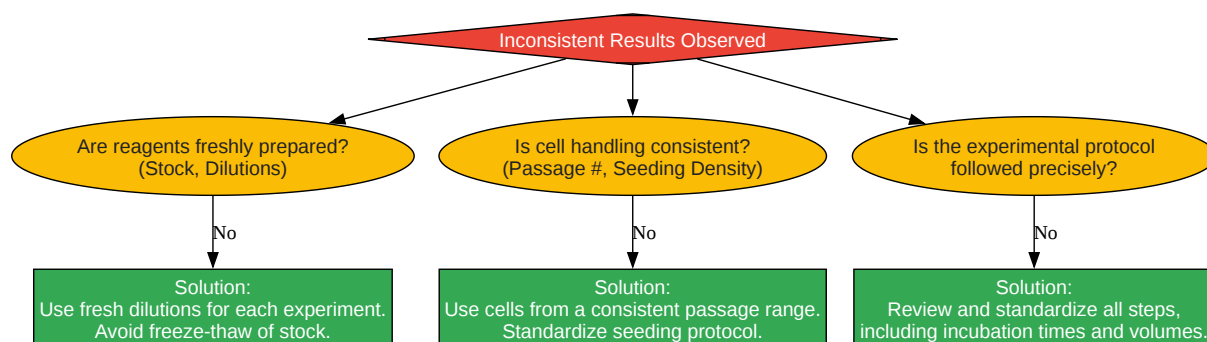 Inconsistent Results Observed
Are reagents freshly prepared?
(Stock, Dilutions)
Is cell handling consistent?
(Passage #, Seeding Density)
Is the experimental protocol
followed precisely?
No
No
No
Solution:
Use fresh dilutions for each experiment.
Avoid freeze-thaw of stock.
Solution:
Use cells from a consistent passage range.
Standardize seeding protocol.
Solution:
Review and standardize all steps,
including incubation times and volumes.